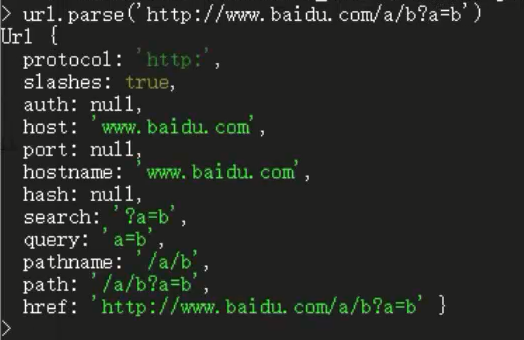 > url.parse('http://www.baidu.com/a/b?a=b')
Url {
  protocol: 'http:',
  slashes: true,
  auth: null,
  host: 'www.baidu.com',
  port: null,
  hostname: 'www.baidu.com',
  hash: null,
  search: '?a=b',
  query: 'a=b',
  pathname: '/a/b',
  path: '/a/b?a=b',
  href: 'http://www.baidu.com/a/b?a=b' }
>